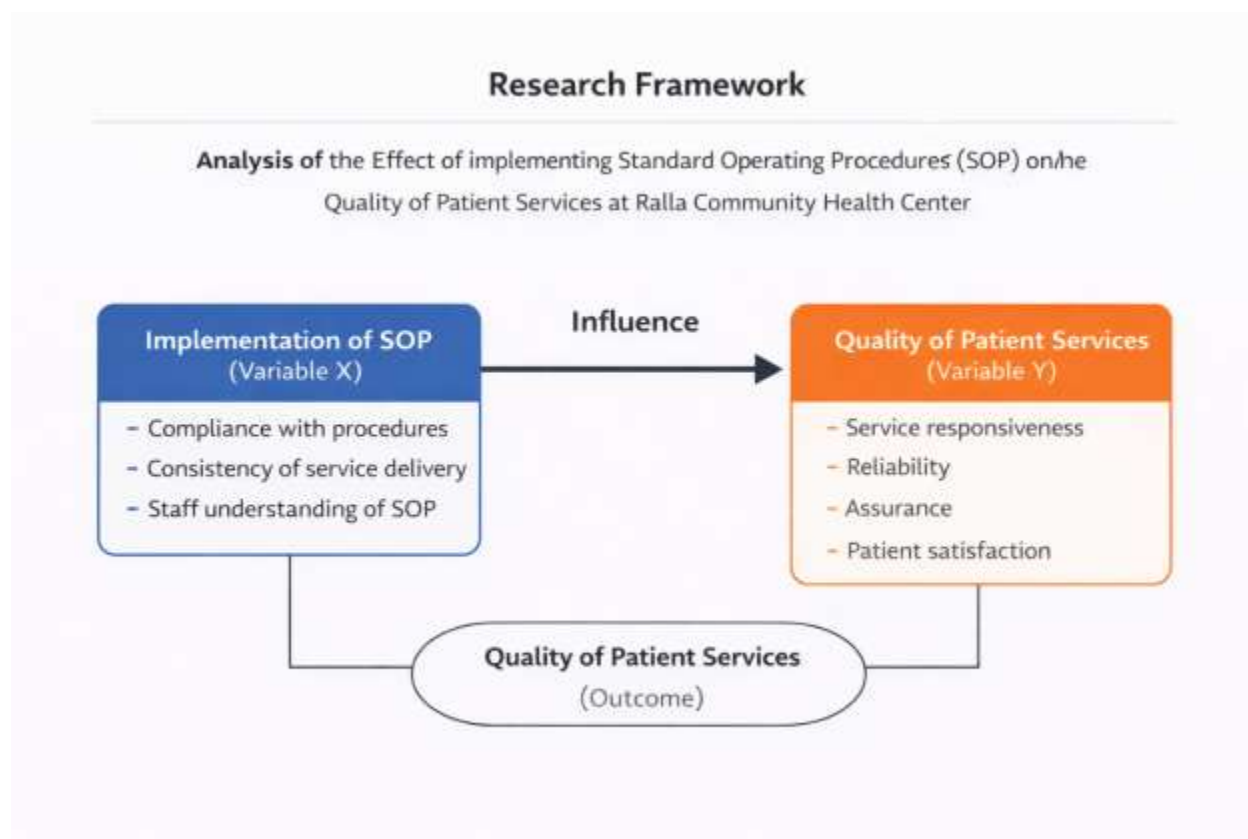 Research Framework
Analysis of the Effect of implementing Standard Operating Procedures (SOP) on/he
Quality of Patient Services at Ralla Community Health Center
Implementation of SOP
(Variable X)
- Compliance with procedures
- Consistency of service delivery
- Staff understanding of SOP
Influence
Quality of Patient Services
(Variable Y)
- Service responsiveness
- Reliability
- Assurance
- Patient satisfaction
Quality of Patient Services
(Outcome)